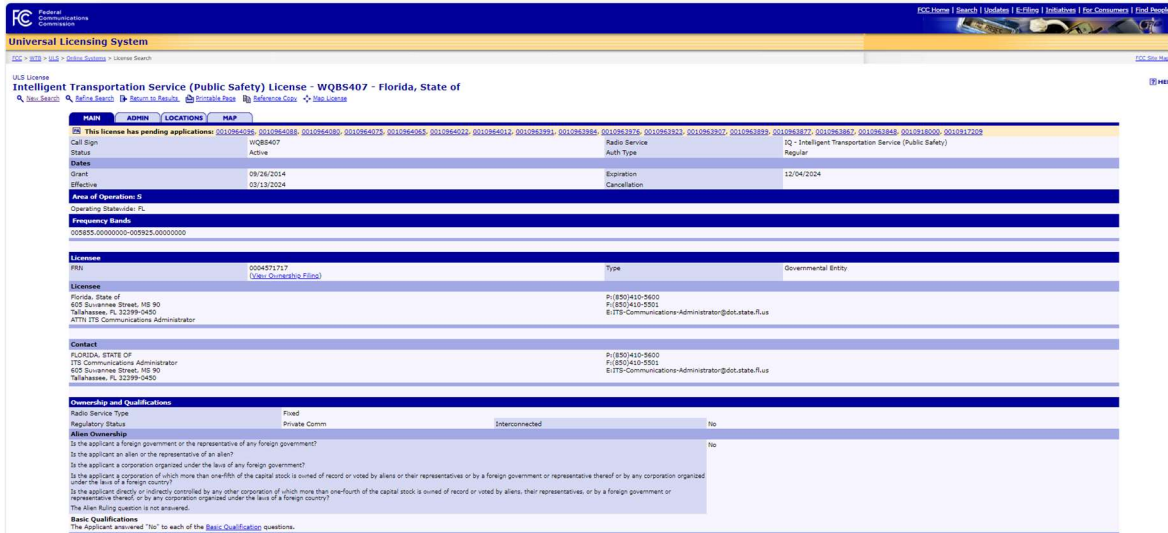 FCC Federal Communications Commission
FCC Home | Search | Updates | E-Filing | Initiatives | For Consumers | Find People
Universal Licensing System
FCC > WTB > ULS > Online Systems > License Search
FCC Site Map
ULS License
Intelligent Transportation Service (Public Safety) License - WQBS407 - Florida, State of
New Search Refine Search Return to Results Printable Page Reference Copy Map License
MAIN ADMIN LOCATIONS MAP
This license has pending applications: 0010964096, 0010964088, 0010964080, 0010964075, 0010964065, 0010964022, 0010964012, 0010963991, 0010963984, 0010963976, 0010963923, 0010963907, 0010963899, 0010963877, 0010963867, 0010963848, 0010918000, 0010917209
Call Sign WQBS407 Radio Service IQ - Intelligent Transportation Service (Public Safety)
Status Active Auth Type Regular
Dates
Grant 09/26/2014 Expiration 12/04/2024
Effective 03/13/2024 Cancellation
Area of Operation: S
Operating Statewide: FL
Frequency Bands
005855.00000000-005925.00000000
Licensee
FRN 0004571717 Type Governmental Entity
(View Ownership Filing)
Licensee
Florida, State of P:(850)410-5600
605 Suwannee Street, MS 90 F:(850)410-5501
Tallahassee, FL 32399-0450 E:ITS-Communications-Administrator@dot.state.fl.us
ATTN ITS Communications Administrator
Contact
FLORIDA, STATE OF P:(850)410-5600
ITS Communications Administrator F:(850)410-5501
605 Suwannee Street, MS 90 E:ITS-Communications-Administrator@dot.state.fl.us
Tallahassee, FL 32399-0450
Ownership and Qualifications
Radio Service Type Fixed
Regulatory Status Private Comm Interconnected No
Alien Ownership
Is the applicant a foreign government or the representative of any foreign government? No
Is the applicant an alien or the representative of an alien?
Is the applicant a corporation organized under the laws of any foreign government?
Is the applicant a corporation of which more than one-fifth of the capital stock is owned of record or voted by aliens or their representatives or by a foreign government or representative thereof or by any corporation organized
under the laws of a foreign country?
Is the applicant directly or indirectly controlled by any other corporation of which more than one-fourth of the capital stock is owned of record or voted by aliens, their representatives, or by a foreign government or
representative thereof, or by any corporation organized under the laws of a foreign country?
The Alien Ruling question is not answered.
Basic Qualifications
The Applicant answered "No" to each of the Basic Qualification questions.